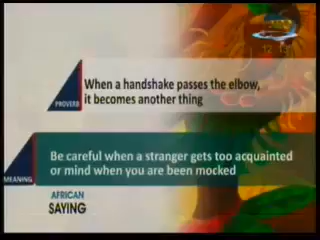 When a handshake passes the elbow,
it becomes another thing
PROVERB
Be careful when a stranger gets too acquainted
or mind when you are been mocked
MEANING
AFRICAN
SAYING